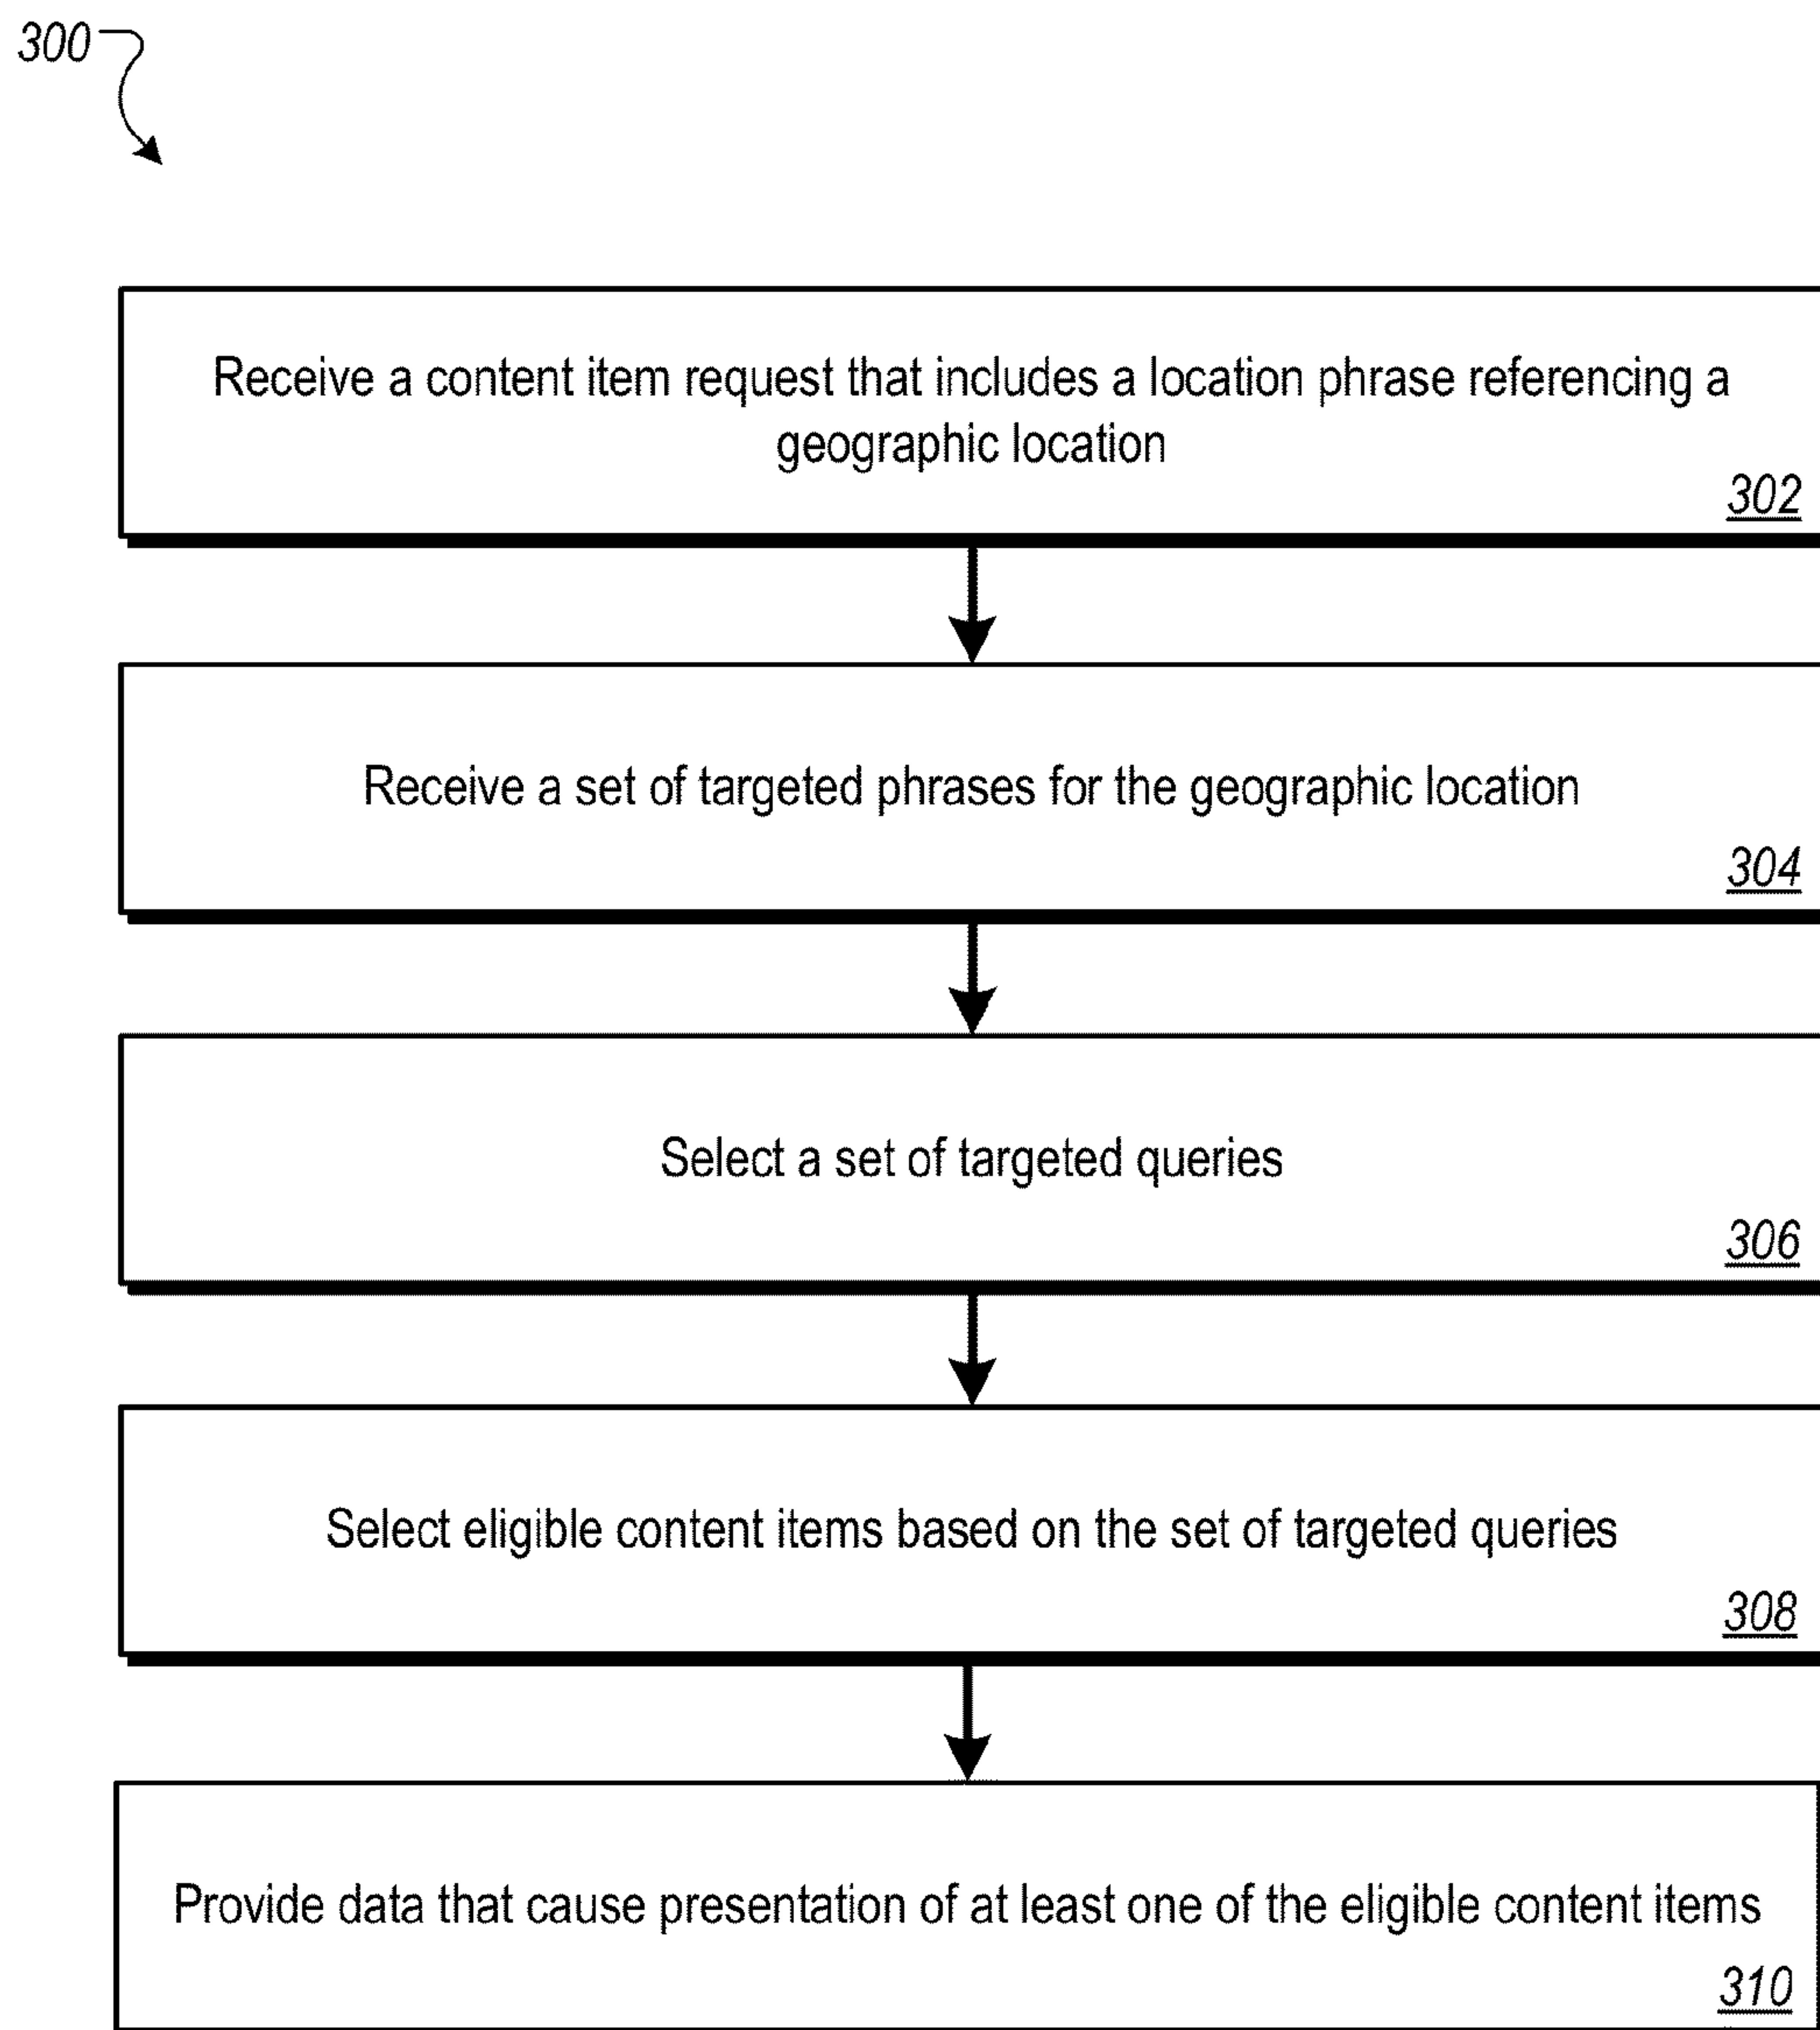 300
Receive a content item request that includes a location phrase referencing a
geographic location
302
Receive a set of targeted phrases for the geographic location
304
Select a set of targeted queries
306
Select eligible content items based on the set of targeted queries
308
Provide data that cause presentation of at least one of the eligible content items
310